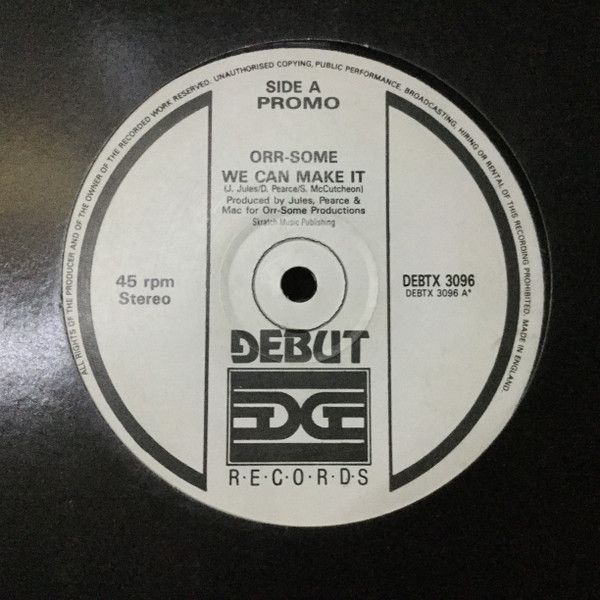 ALL RIGHTS OF THE PRODUCER AND OF THE OWNER OF THE RECORDED WORK RESERVED. UNAUTHORISED COPYING, PUBLIC PERFORMANCE, BROADCASTING, HIRING OR RENTAL OF THIS RECORDING PROHIBITED. MADE IN ENGLAND.
SIDE A
PROMO
ORR-SOME
WE CAN MAKE IT
(J. Jules/D. Pearce/S. McCutcheon)
Produced by Jules, Pearce &
Mac for Orr-Some Productions
Skratch Music Publishing
45 rpm
Stereo
DEBTX 3096
DEBTX 3096 A*
DEBUT
R·E·C·O·R·D·S